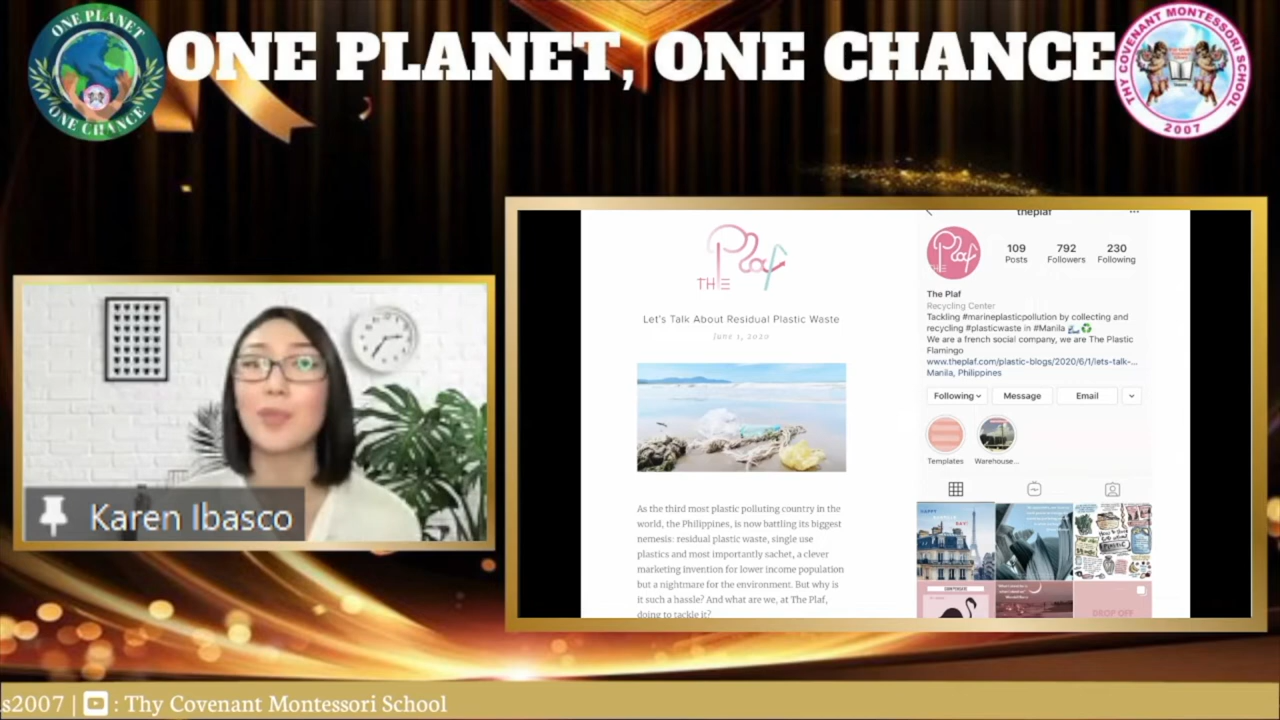 ONE PLANET
ONE CHANCE
ONE PLANET, ONE CHANCE
THY COVENANT MONTESSORI SCHOOL
2007
Karen Ibasco
THE Plaf
Let's Talk About Residual Plastic Waste
June 1, 2020
As the third most plastic polluting country in the
world, the Philippines, is now battling its biggest
nemesis: residual plastic waste, single use
plastics and most importantly sachet, a clever
marketing invention for lower income population
but a nightmare for the environment. But why is
it such a hassle? And what are we, at The Plaf,
doing to tackle it?
theplaf
THE Plaf
109 792 230
Posts Followers Following
The Plaf
Recycling Center
Tackling #marineplasticpollution by collecting and
recycling #plasticwaste in #Manila
We are a french social company, we are The Plastic
Flamingo
www.theplaf.com/plastic-blogs/2020/6/1/lets-talk-...
Manila, Philippines
Following Message Email
Templates Warehouse...
HAPPY
DAY!
DROP OFF
s2007 | : Thy Covenant Montessori School